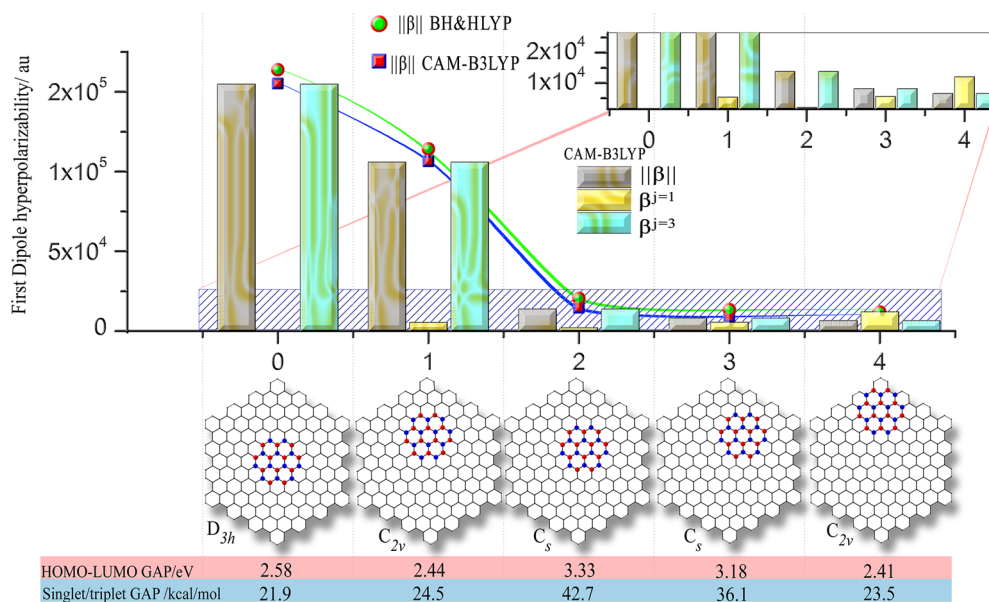 ||β|| BH&HLYP
||β|| CAM-B3LYP
First Dipole hyperpolarizability/ au
2x10⁵
1x10⁵
5x10⁴
0
2x10⁴
1x10⁴
0 1 2 3 4
CAM-B3LYP
||β||
βʲ⁼¹
βʲ⁼³
0 1 2 3 4
D3h C2v Cs Cs C2v
HOMO-LUMO GAP/eV 2.58 2.44 3.33 3.18 2.41
Singlet/triplet GAP /kcal/mol 21.9 24.5 42.7 36.1 23.5